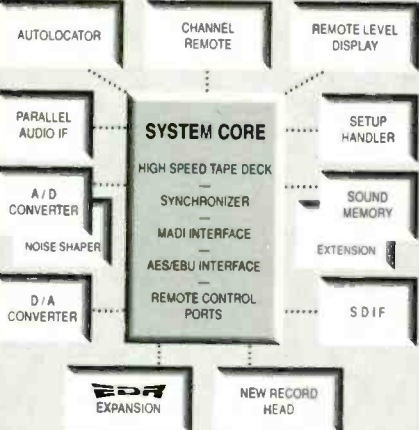 AUTOLOCATOR
CHANNEL
REMOTE
REMOTE LEVEL
DISPLAY
PARALLEL
AUDIO IF
SYSTEM CORE
HIGH SPEED TAPE DECK
SYNCHRONIZER
MADI INTERFACE
AES/EBU INTERFACE
REMOTE CONTROL
PORTS
SETUP
HANDLER
A/D
CONVERTER
NOISE SHAPER
SOUND
MEMORY
EXTENSION
D/A
CONVERTER
SDIF
EXPANSION
NEW RECORD
HEAD